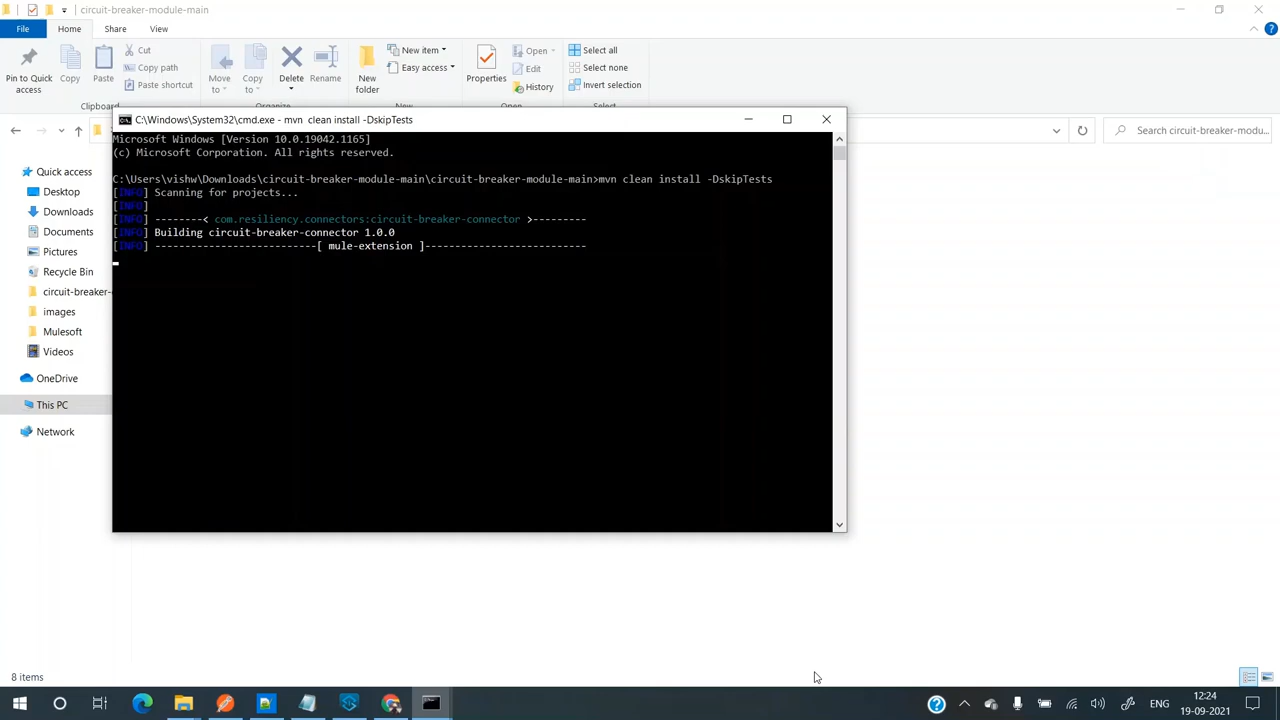 circuit-breaker-module-main
File
Home
Share
View
Pin to Quick access
Copy
Paste
Cut
Copy path
Paste shortcut
Clipboard
Move to
Copy to
Delete
Rename
Organize
New folder
New item
Easy access
New
Properties
Open
Edit
History
Open
Select all
Select none
Invert selection
Select
Search circuit-breaker-modu...
C:\Windows\System32\cmd.exe - mvn clean install -DskipTests
Microsoft Windows [Version 10.0.19042.1165]
(c) Microsoft Corporation. All rights reserved.
C:\Users\vishw\Downloads\circuit-breaker-module-main\circuit-breaker-module-main>mvn clean install -DskipTests
[INFO] Scanning for projects...
[INFO]
[INFO] --------< com.resiliency.connectors:circuit-breaker-connector >---------
[INFO] Building circuit-breaker-connector 1.0.0
[INFO] ---------------------------[ mule-extension ]---------------------------
Quick access
Desktop
Downloads
Documents
Pictures
Recycle Bin
circuit-breaker-
images
Mulesoft
Videos
OneDrive
This PC
Network
8 items
ENG
12:24
19-09-2021